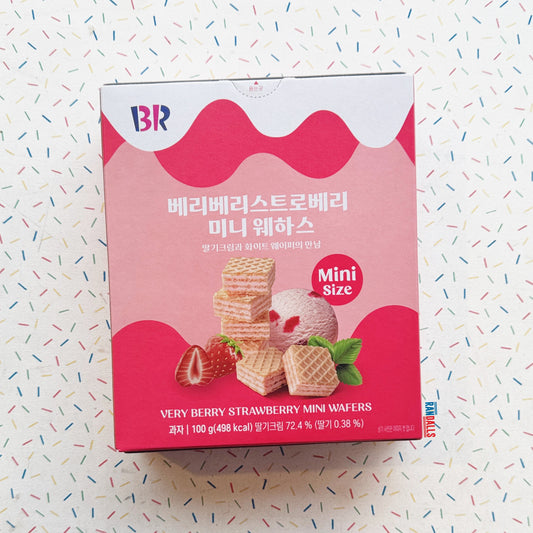 BR
베리베리스트로베리
미니 웨하스
딸기크림과 화이트 웨이퍼의 만남
Mini
Size
VERY BERRY STRAWBERRY MINI WAFERS
과자 | 100 g(498 kcal) 딸기크림 72.4 % (딸기 0.38 %)
RANDALLS